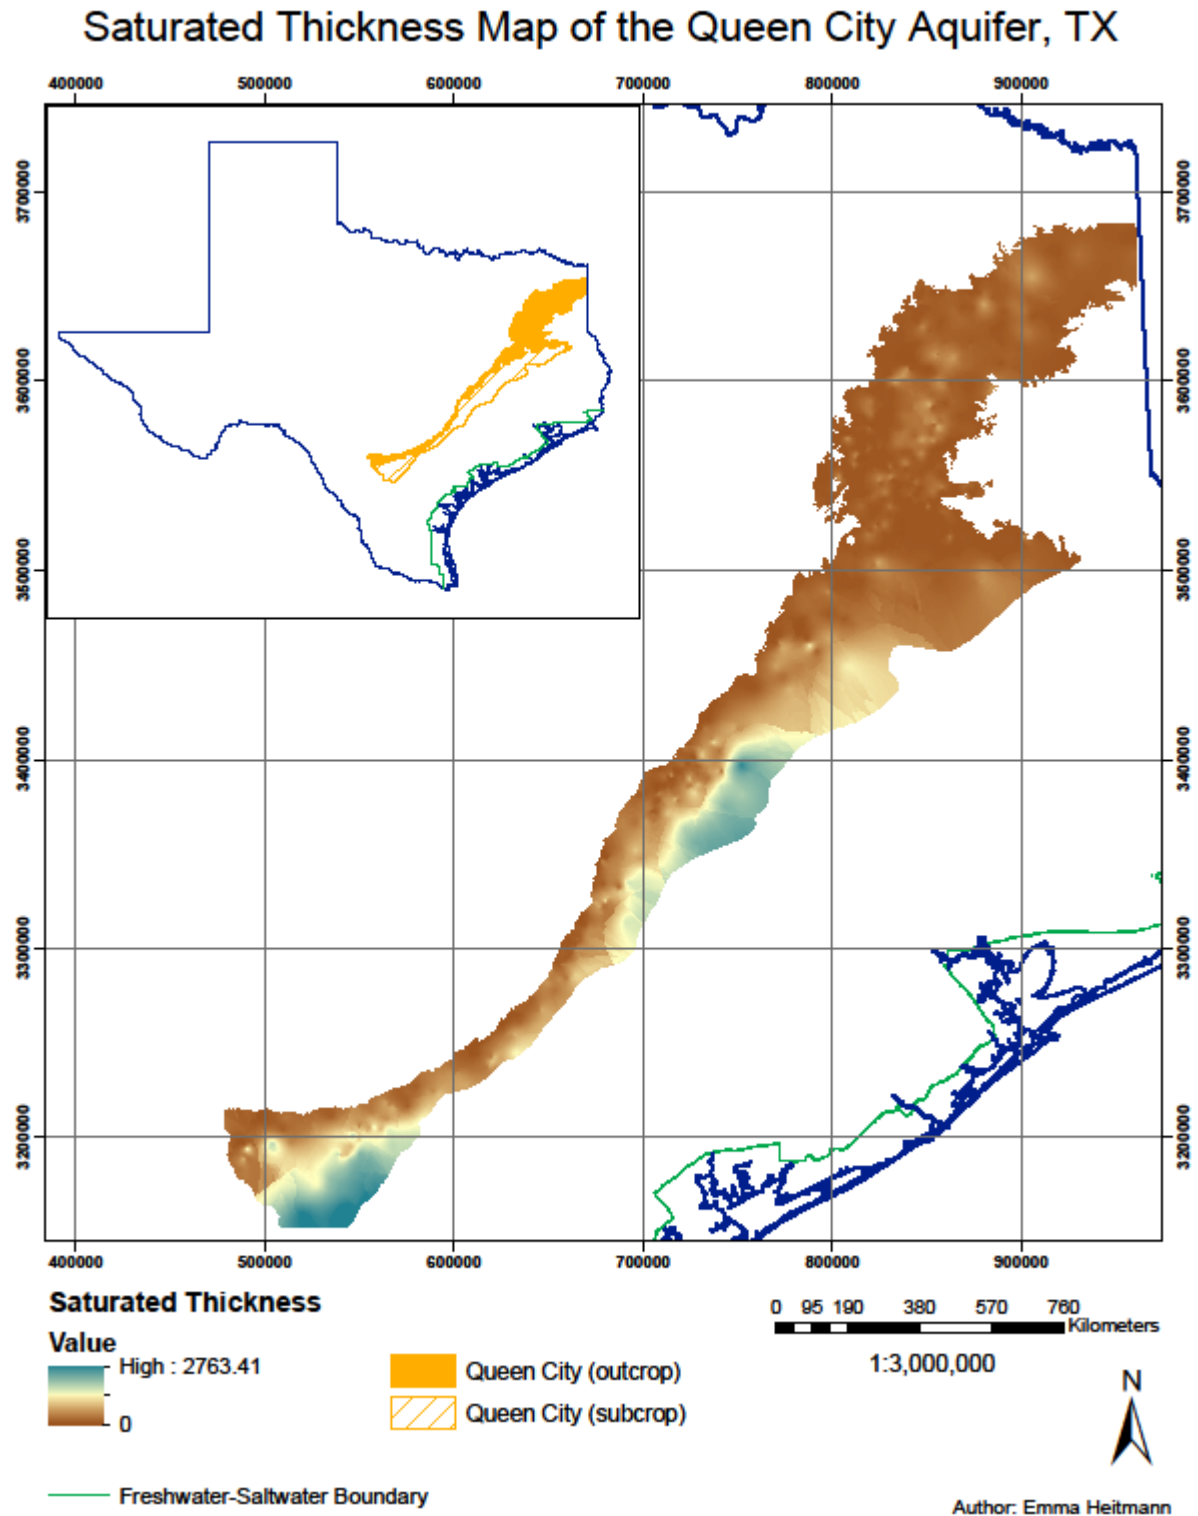 Saturated Thickness Map of the Queen City Aquifer, TX
400000 500000 600000 700000 800000 900000
3700000 3700000
3600000 3600000
3500000 3500000
3400000 3400000
3300000 3300000
3200000 3200000
400000 500000 600000 700000 800000 900000
Saturated Thickness
Value
High : 2763.41
0
Queen City (outcrop)
Queen City (subcrop)
Freshwater-Saltwater Boundary
0 95 190 380 570 760
Kilometers
1:3,000,000
N
Author: Emma Heitmann